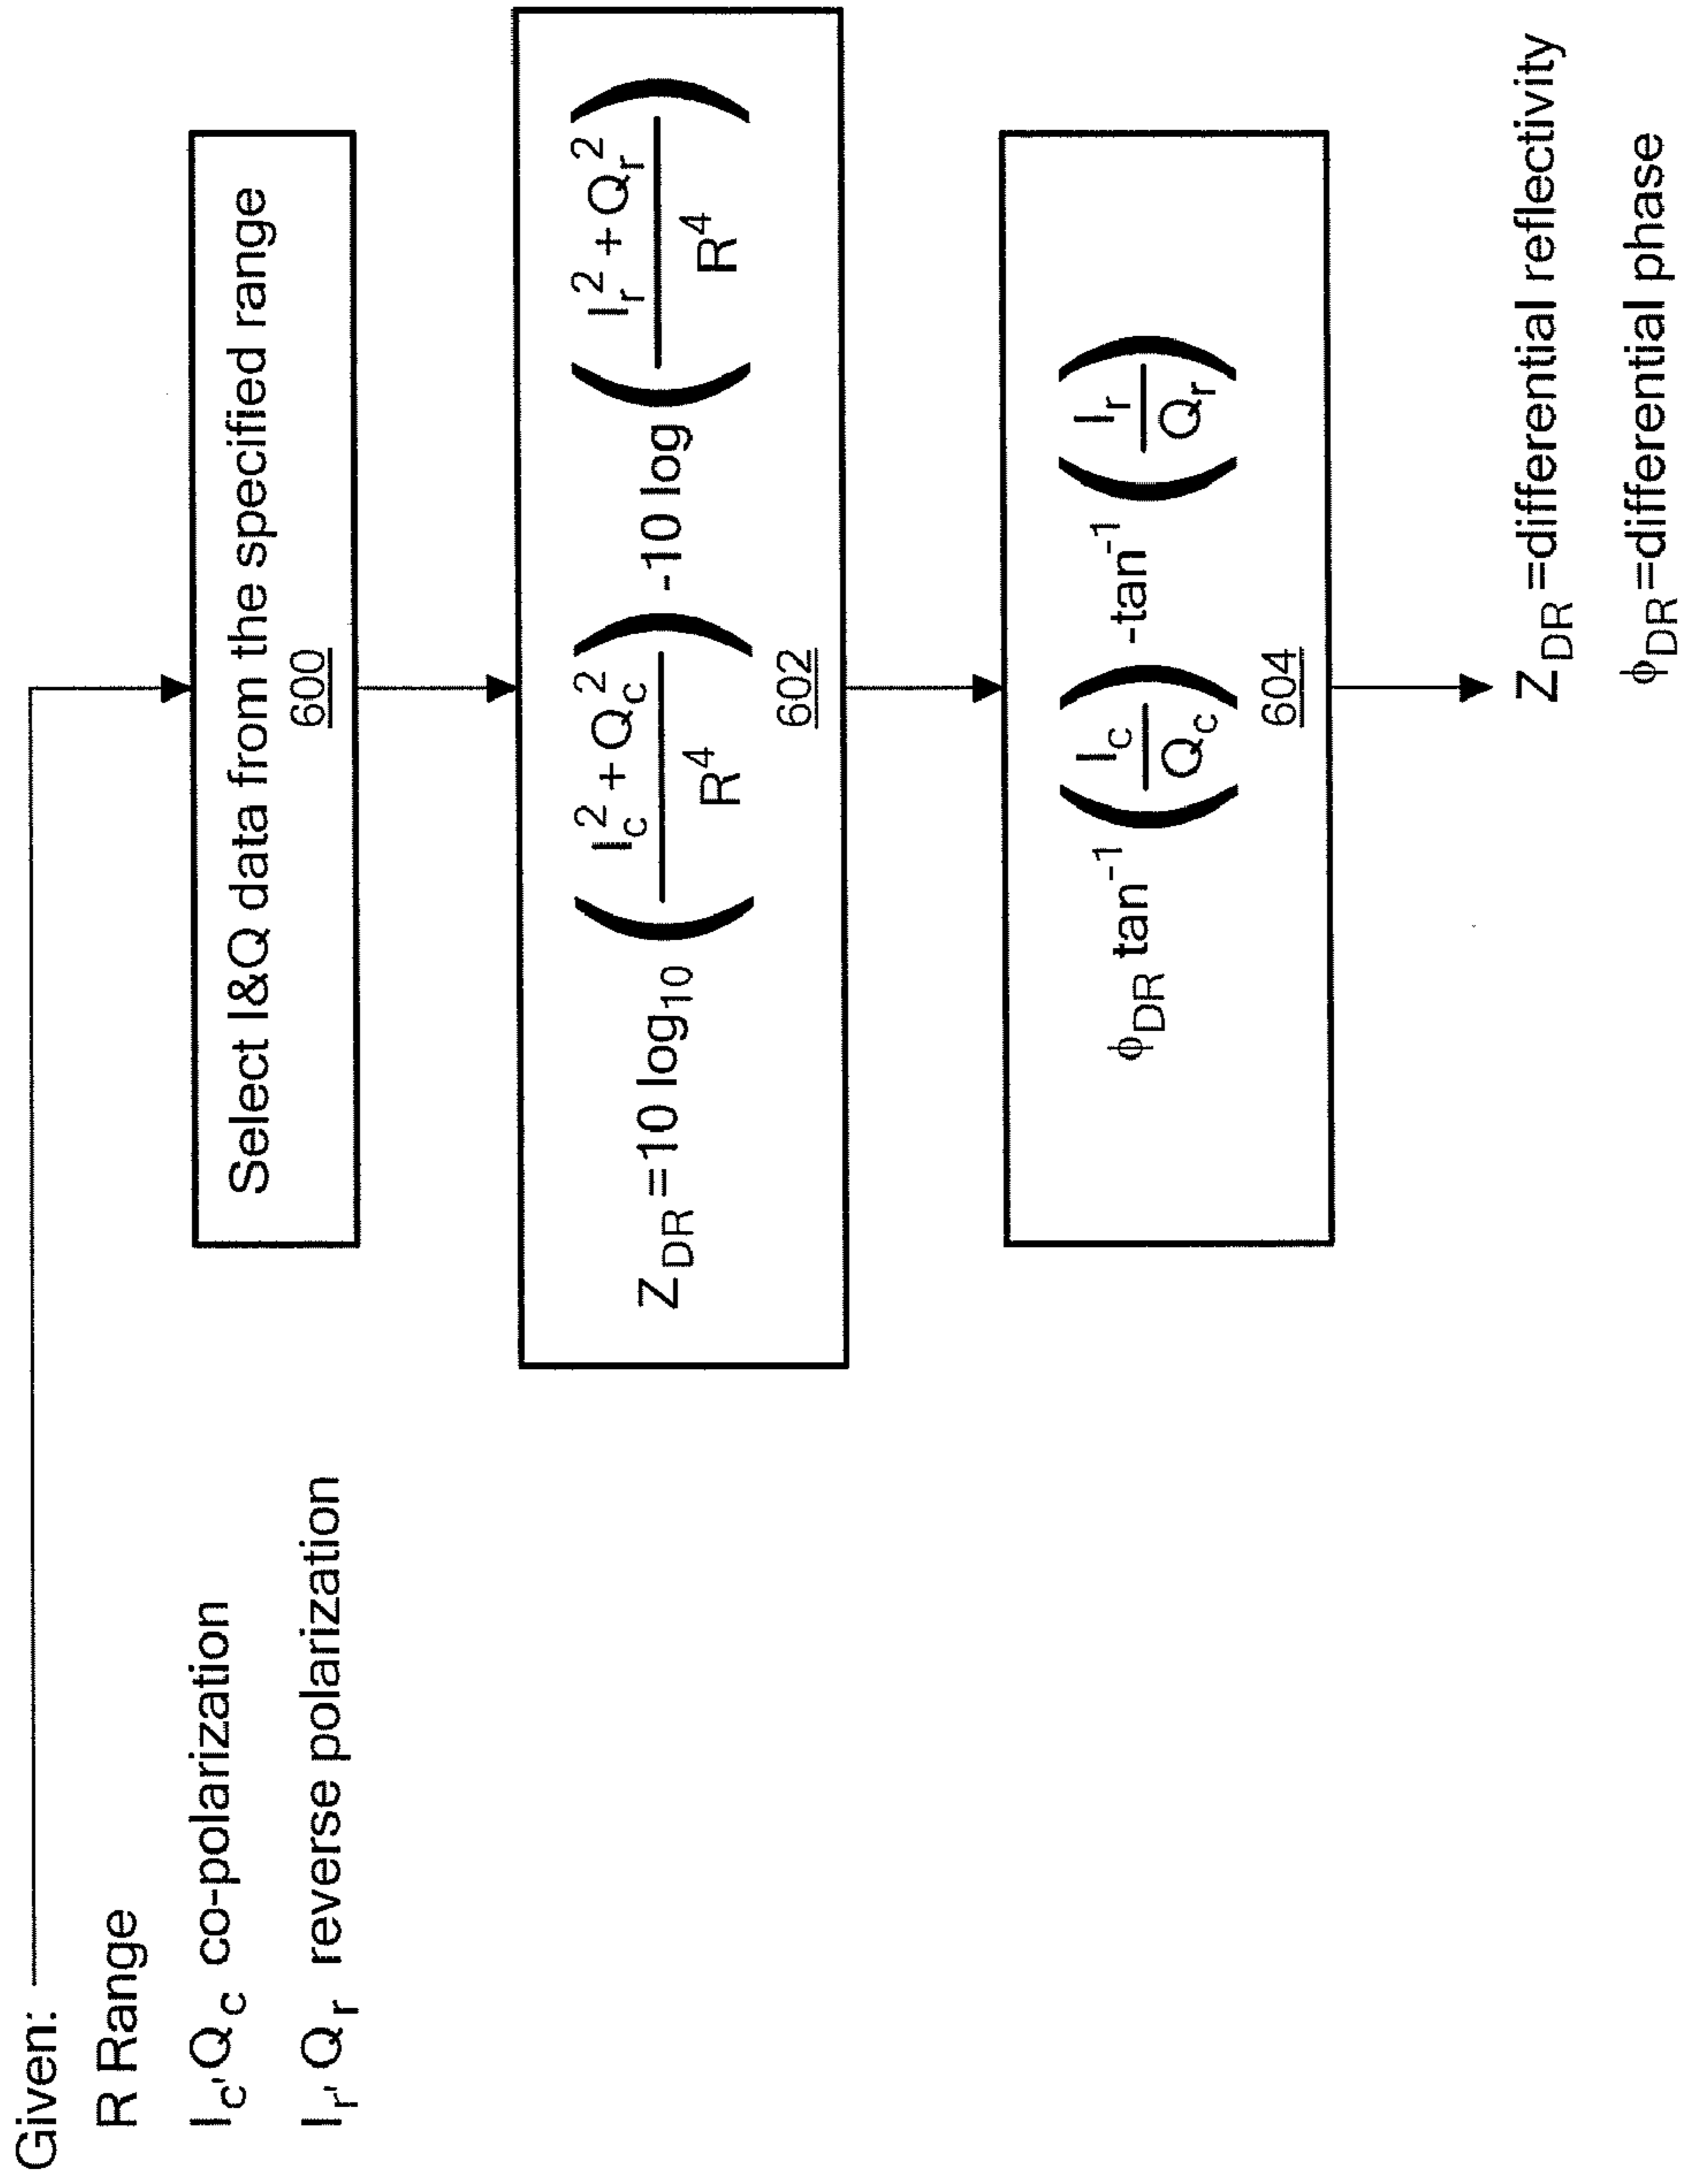 Given:
R Range
I_c, Q_c co-polarization
I_r, Q_r reverse polarization
Select I&Q data from the specified range
600
Z_DR =10 log_10 ( (I_c^2 + Q_c^2) / R^4 ) -10 log ( (I_r^2 + Q_r^2) / R^4 )
602
ϕ_DR tan^-1 ( I_c / Q_c ) -tan^-1 ( I_r / Q_r )
604
Z_DR =differential reflectivity
ϕ_DR =differential phase